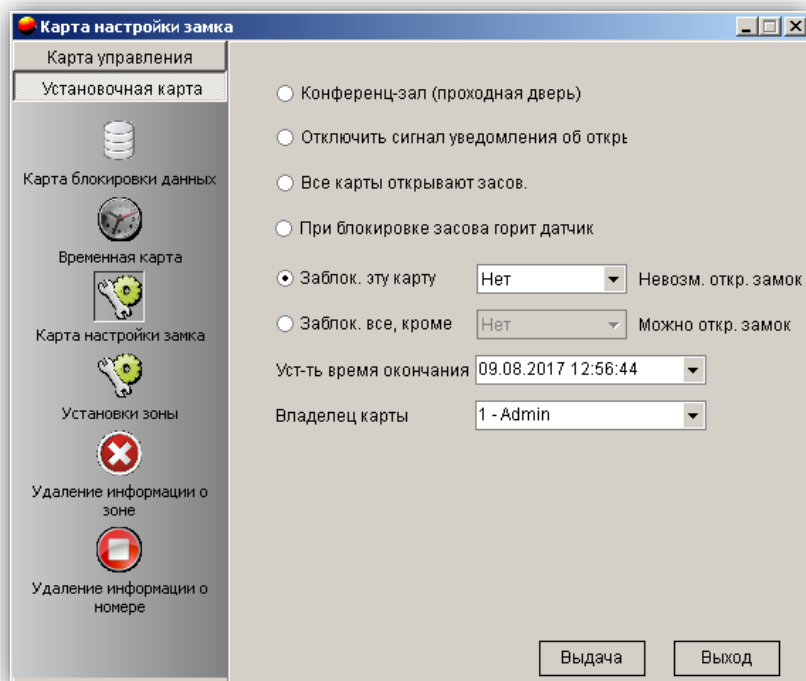 Карта настройки замка
Карта управления
Установочная карта
Карта блокировки данных
Временная карта
Карта настройки замка
Установки зоны
Удаление информации о
зоне
Удаление информации о
номере
Конференц-зал (проходная дверь)
Отключить сигнал уведомления об откры
Все карты открывают засов.
При блокировке засова горит датчик
Заблок. эту карту Нет Невозм. откр. замок
Заблок. все, кроме Нет Можно откр. замок
Уст-ть время окончания 09.08.2017 12:56:44
Владелец карты 1 - Admin
Выдача Выход